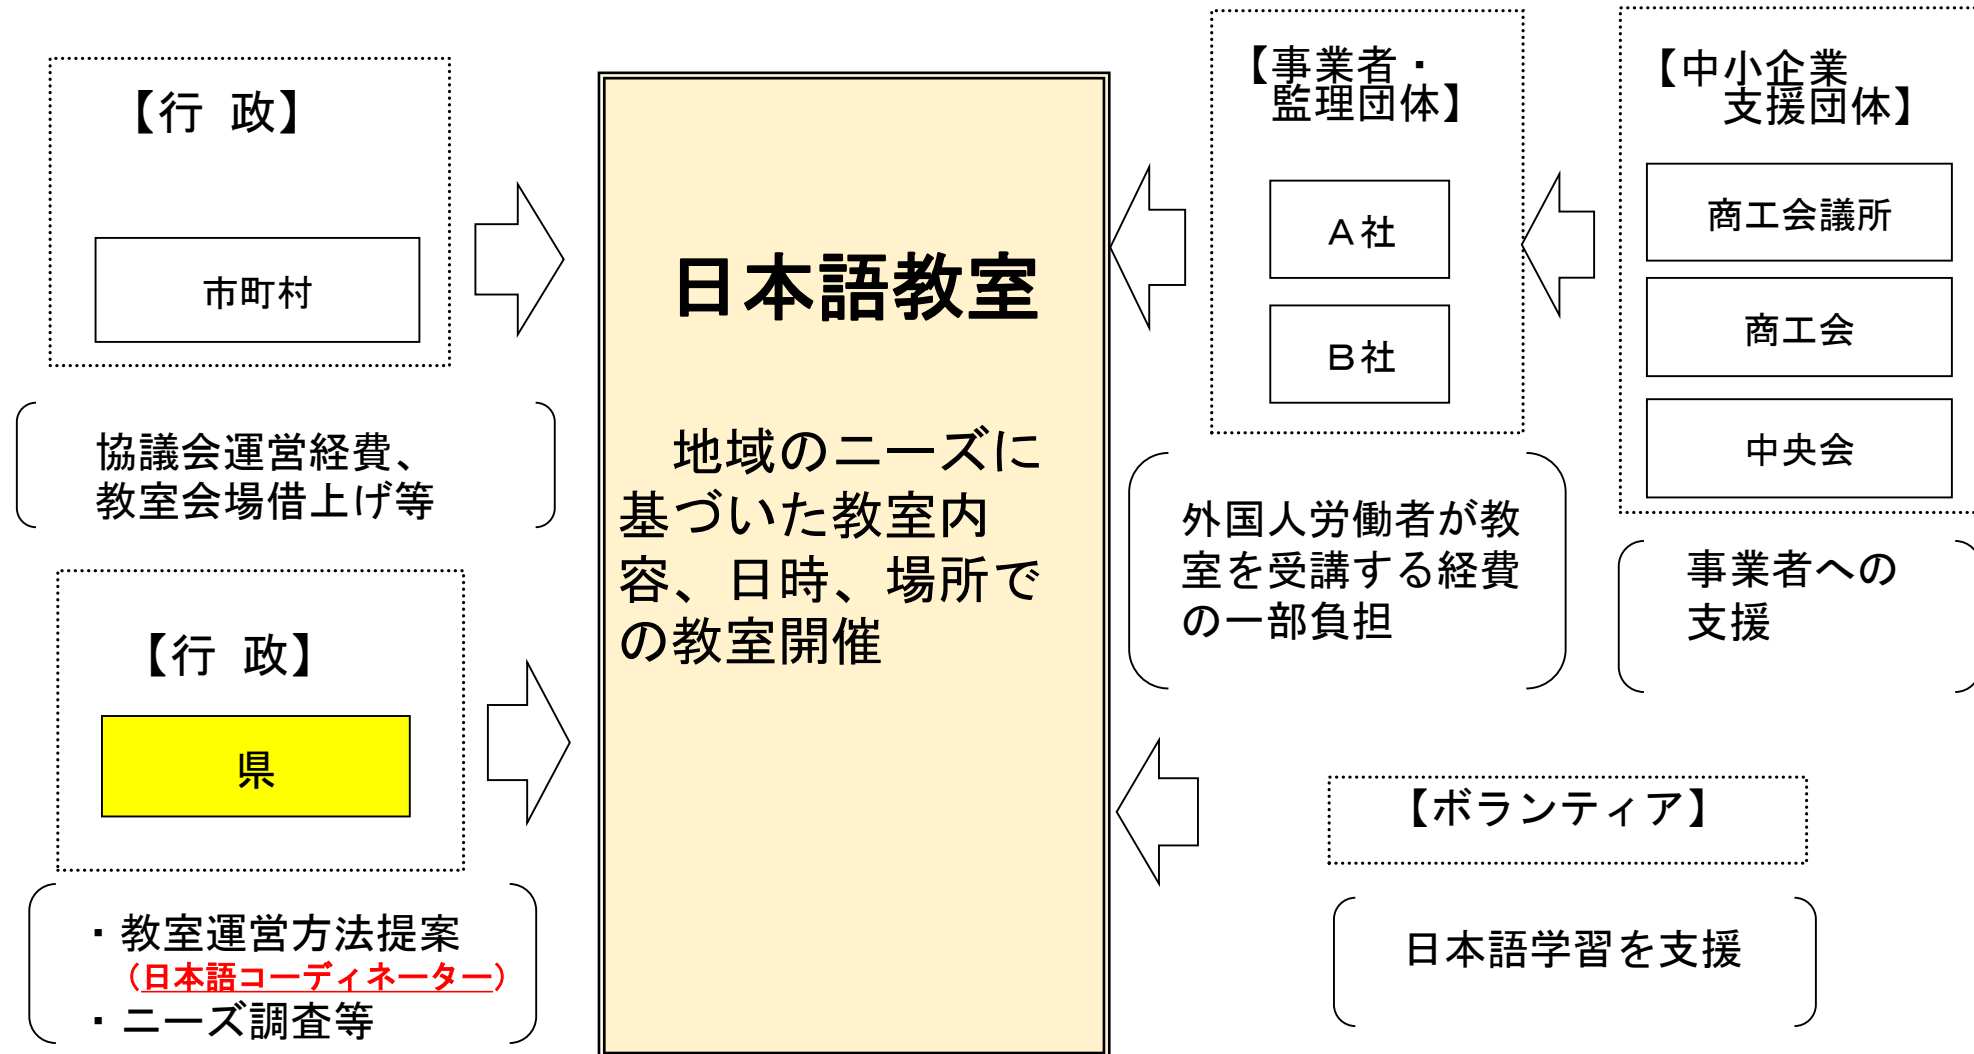 【行 政】
市町村
協議会運営経費、
教室会場借上げ等
【行 政】
県
・教室運営方法提案
（日本語コーディネーター）
・ニーズ調査等
日本語教室
地域のニーズに
基づいた教室内
容、日時、場所で
の教室開催
【事業者・
監理団体】
Ａ社
Ｂ社
外国人労働者が教
室を受講する経費
の一部負担
【中小企業
支援団体】
商工会議所
商工会
中央会
事業者への
支援
【ボランティア】
日本語学習を支援